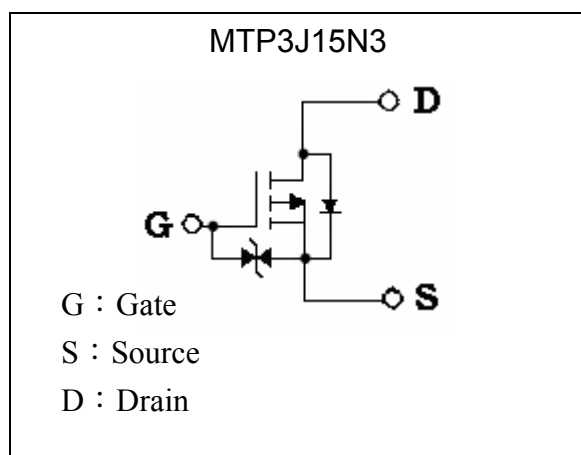 MTP3J15N3
D
G
S
G：Gate
S：Source
D：Drain